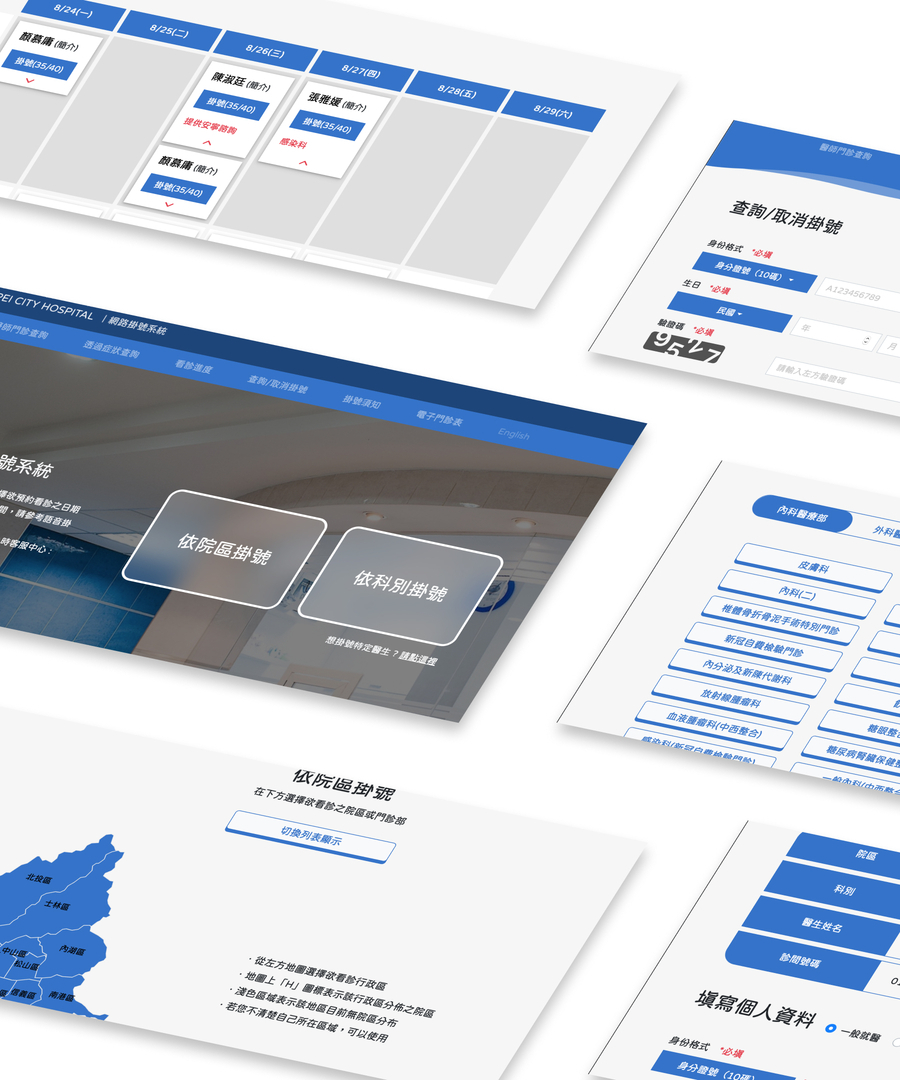 8/24(一)
8/25(二)
8/26(三)
8/27(四)
8/28(五)
8/29(六)
顏慕庸 (簡介)
掛號(35/40)
陳淑廷 (簡介)
掛號(35/40)
提供安寧諮詢
顏慕庸 (簡介)
掛號(35/40)
張雅媛 (簡介)
掛號(35/40)
感染科
醫師門診查詢
查詢/取消掛號
身份格式 *必填
身分證號（10碼）
A123456789
生日 *必填
民國
年
月
驗證碼 *必填
請輸入左方驗證碼
PEI CITY HOSPITAL ｜網路掛號系統
師門診查詢
透過症狀查詢
看診進度
查詢/取消掛號
掛號須知
電子門診表
English
號系統
擇欲預約看診之日期
間，請參考語音掛
時客服中心：
依院區掛號
依科別掛號
想掛號特定醫生？請點這裡
內科醫療部
外科醫
皮膚科
內科(二)
椎體骨折骨泥手術特別門診
新冠自費檢驗門診
內分泌及新陳代謝科
放射線腫瘤科
血液腫瘤科(中西整合)
感染科(新冠自費檢驗門診)
糖眼整
糖尿病腎臟保健整
一般內科(中西整合
依院區掛號
在下方選擇欲看診之院區或門診部
切換列表顯示
北投區
士林區
內湖區
中山區
松山區
信義區
南港區
· 從左方地圖選擇欲看診行政區
· 地圖上「H」圖標表示該行政區分佈之院區
· 淺色區域表示該地區目前無院區分布
· 若您不清楚自己所在區域，可以使用
院區
科別
醫生姓名
診間號碼
填寫個人資料
一般就醫
身份格式 *必填
身分證號（10碼）